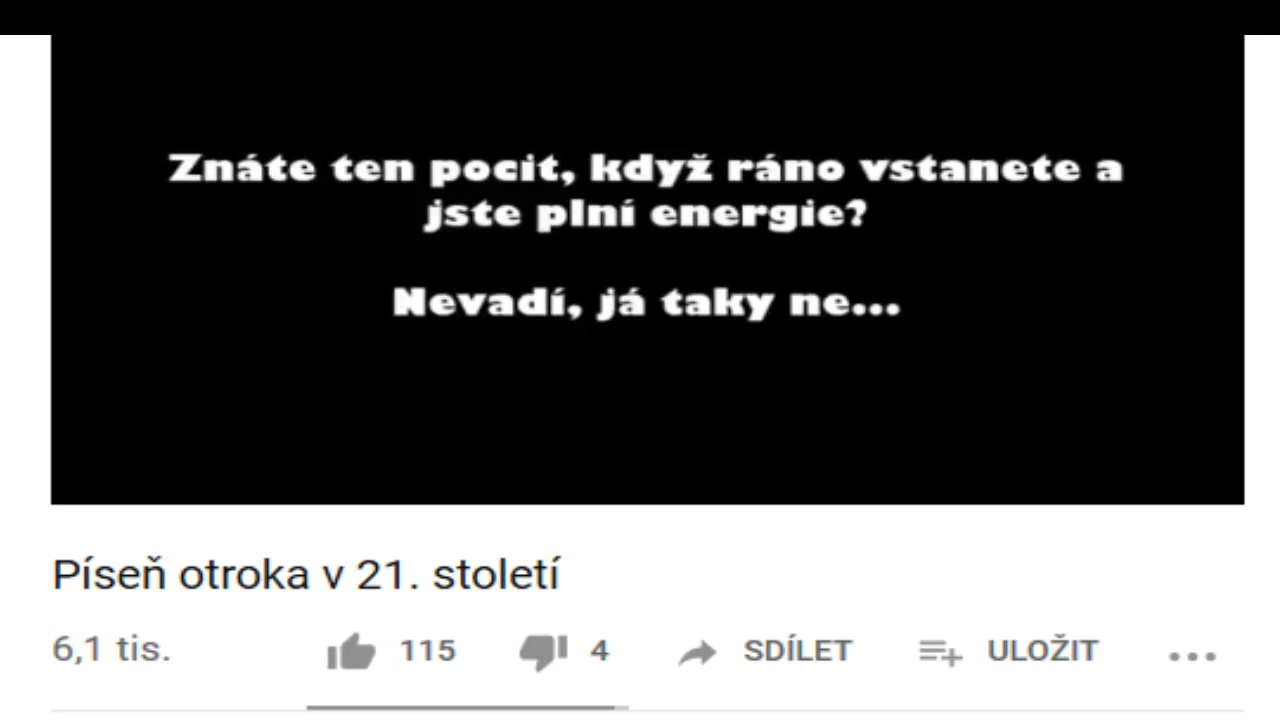 Znáte ten pocit, když ráno vstanete a
jste plní energie?
Nevadí, já taky ne...
Píseň otroka v 21. století
6,1 tis. 115 4 SDÍLET ULOŽIT